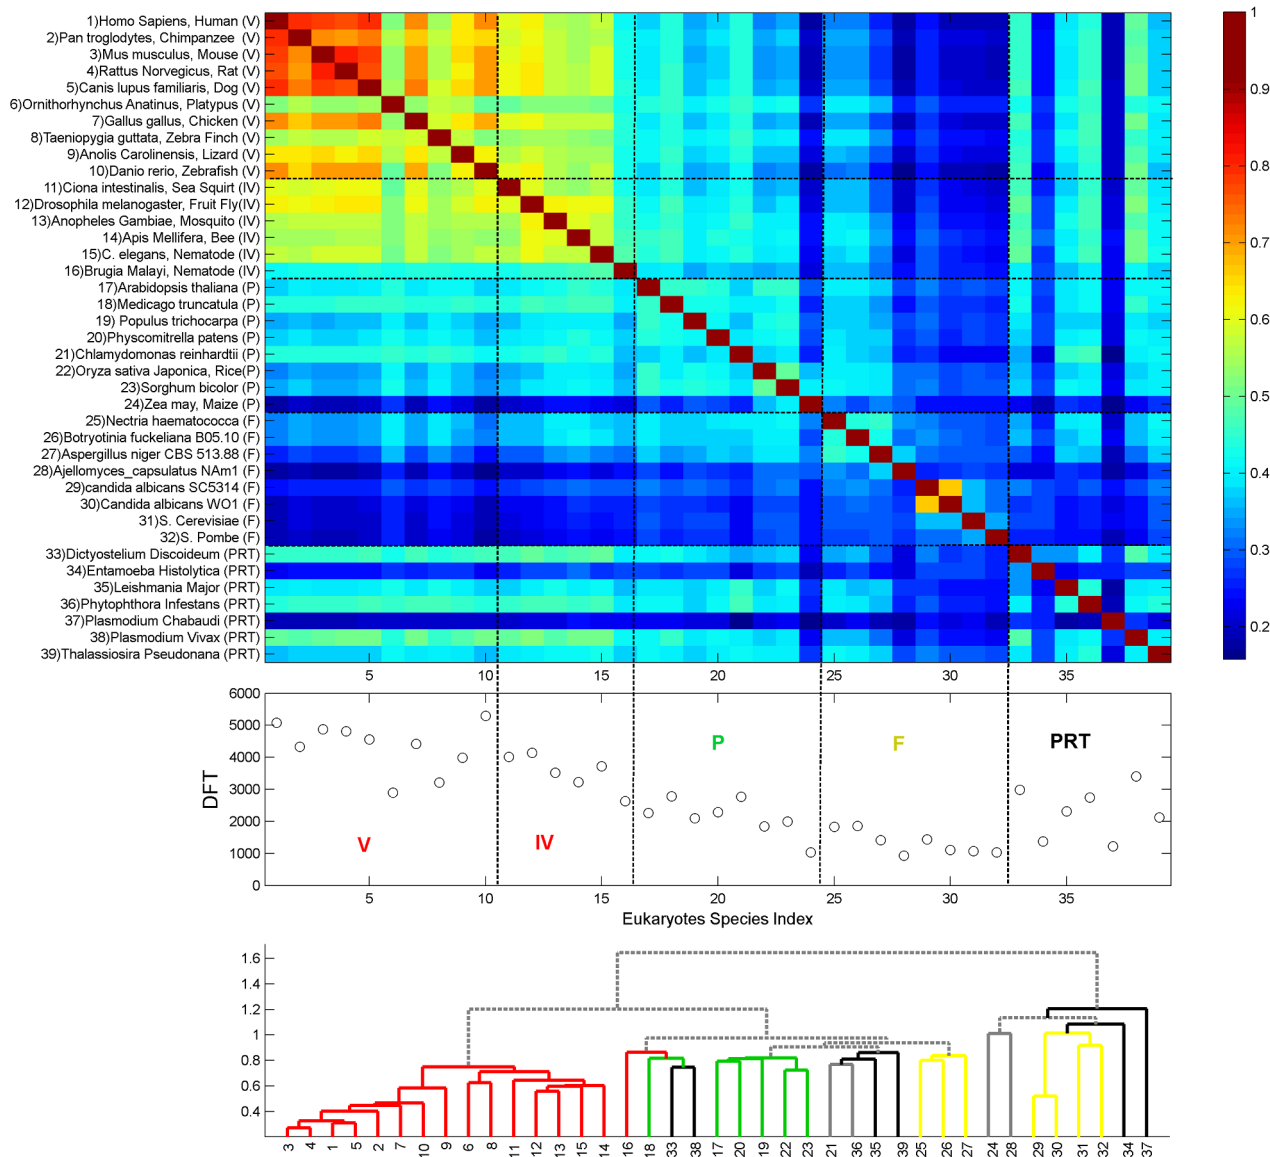 1)Homo Sapiens, Human (V)
2)Pan troglodytes, Chimpanzee (V)
3)Mus musculus, Mouse (V)
4)Rattus Norvegicus, Rat (V)
5)Canis lupus familiaris, Dog (V)
6)Ornithorhynchus Anatinus, Platypus (V)
7)Gallus gallus, Chicken (V)
8)Taeniopygia guttata, Zebra Finch (V)
9)Anolis Carolinensis, Lizard (V)
10)Danio rerio, Zebrafish (V)
11)Ciona intestinalis, Sea Squirt (IV)
12)Drosophila melanogaster, Fruit Fly(IV)
13)Anopheles Gambiae, Mosquito (IV)
14)Apis Mellifera, Bee (IV)
15)C. elegans, Nematode (IV)
16)Brugia Malayi, Nematode (IV)
17)Arabidopsis thaliana (P)
18)Medicago truncatula (P)
19) Populus trichocarpa (P)
20)Physcomitrella patens (P)
21)Chlamydomonas reinhardtii (P)
22)Oryza sativa Japonica, Rice(P)
23)Sorghum bicolor (P)
24)Zea may, Maize (P)
25)Nectria haematococca (F)
26)Botryotinia fuckeliana B05.10 (F)
27)Aspergillus niger CBS 513.88 (F)
28)Ajellomyces_capsulatus NAm1 (F)
29)candida albicans SC5314 (F)
30)Candida albicans WO1 (F)
31)S. Cerevisiae (F)
32)S. Pombe (F)
33)Dictyostelium Discoideum (PRT)
34)Entamoeba Histolytica (PRT)
35)Leishmania Major (PRT)
36)Phytophthora Infestans (PRT)
37)Plasmodium Chabaudi (PRT)
38)Plasmodium Vivax (PRT)
39)Thalassiosira Pseudonana (PRT)
5 10 15 20 25 30 35
1
0.9
0.8
0.7
0.6
0.5
0.4
0.3
0.2
6000
5000
4000
3000
2000
1000
0
DFT
V
IV
P
F
PRT
5 10 15 20 25 30 35
Eukaryotes Species Index
1.6
1.4
1.2
1
0.8
0.6
0.4
3 4 1 5 2 7 10 9 6 8 11 12 13 15 14 16 18 33 38 17 20 19 22 23 21 36 35 39 25 26 27 24 28 29 30 31 32 34 37